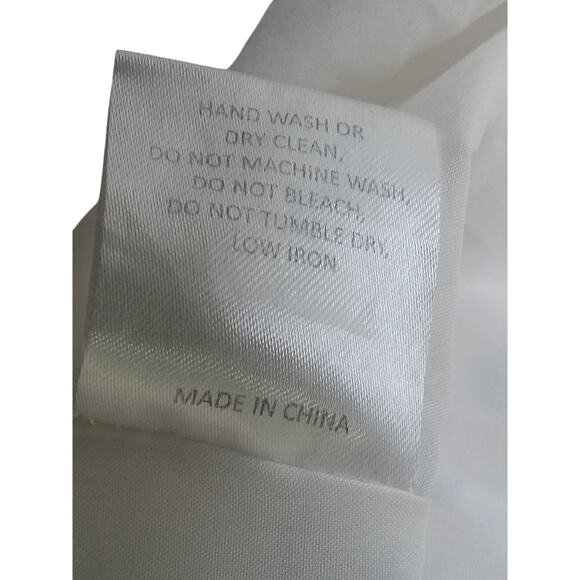 HAND WASH OR
DRY CLEAN,
DO NOT MACHINE WASH,
DO NOT BLEACH,
DO NOT TUMBLE DRY,
LOW IRON
MADE IN CHINA